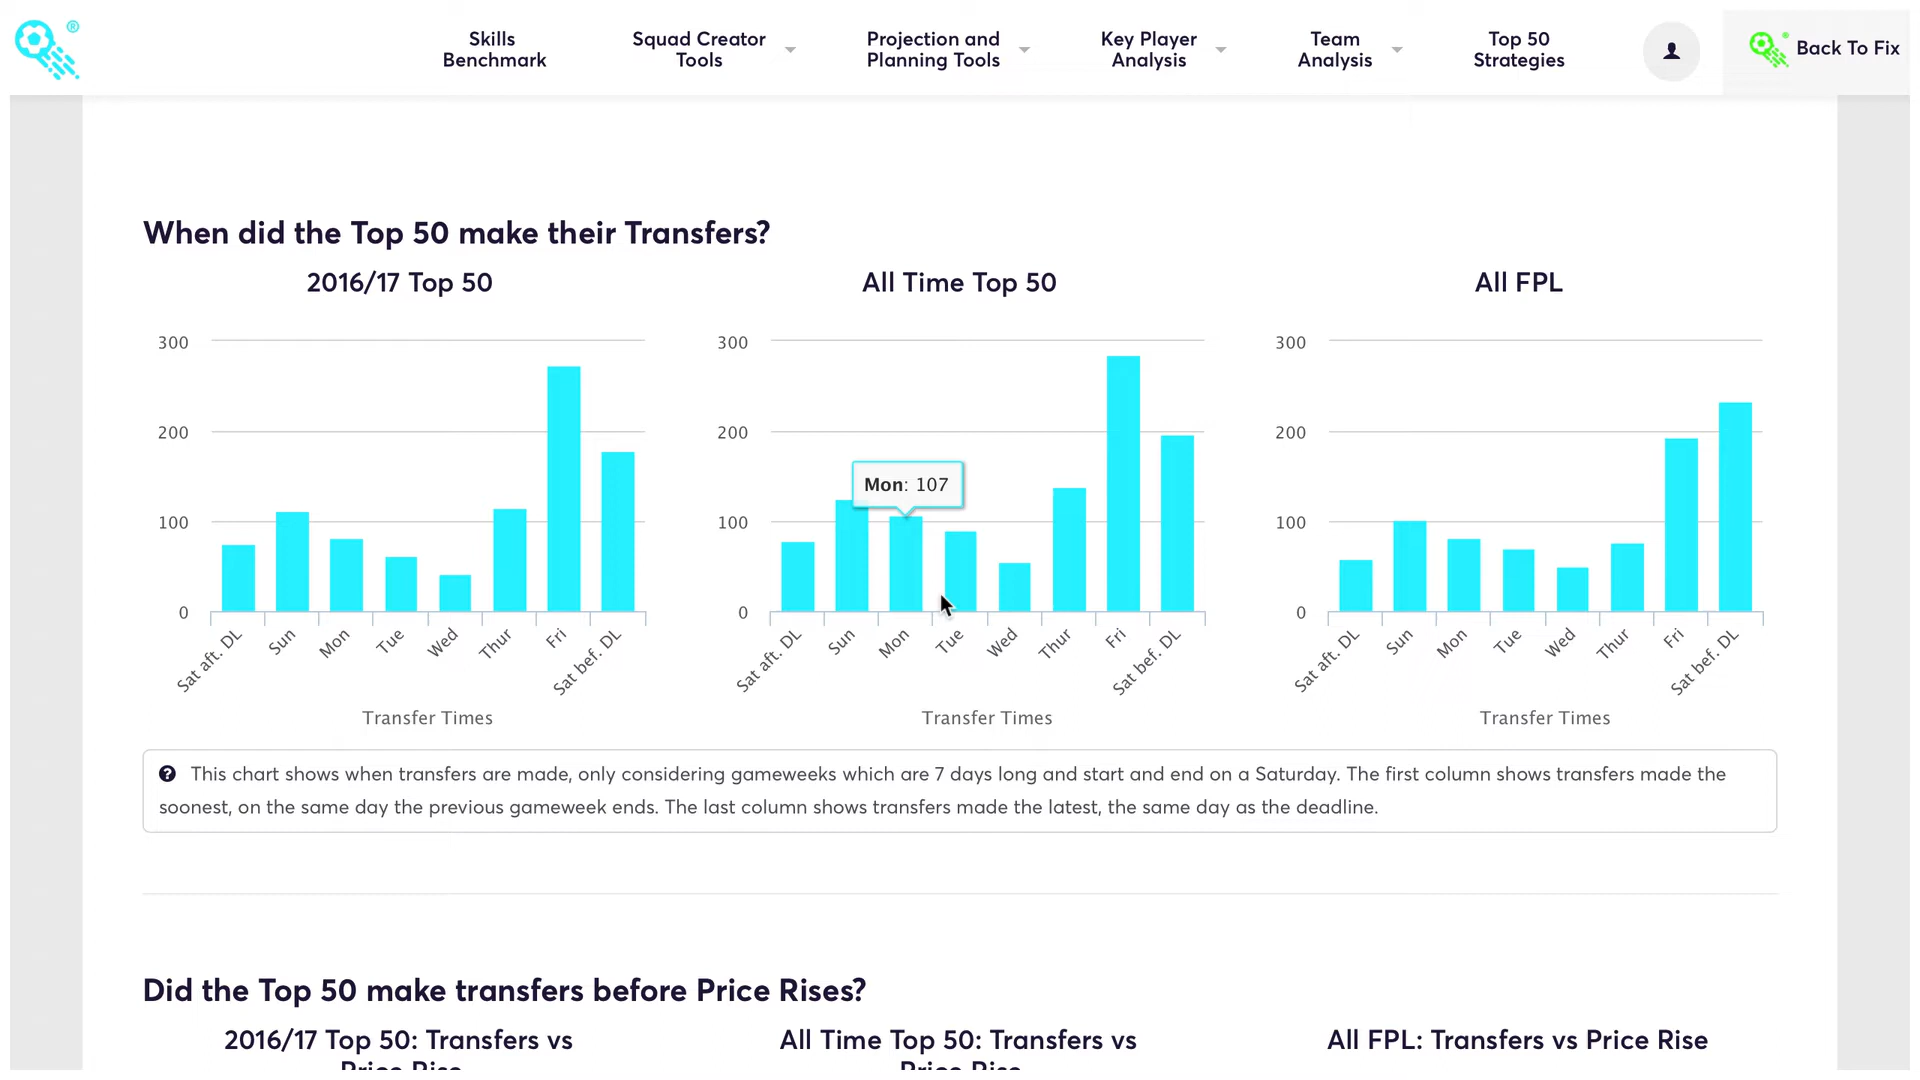 ®
Skills
Benchmark
Squad Creator
Tools
Projection and
Planning Tools
Key Player
Analysis
Team
Analysis
Top 50
Strategies
Back To Fix
When did the Top 50 make their Transfers?
2016/17 Top 50
300
200
100
0
Sat aft. DL
Sun
Mon
Tue
Wed
Thur
Fri
Sat bef. DL
Transfer Times
All Time Top 50
300
200
100
0
Mon: 107
Sat aft. DL
Sun
Mon
Tue
Wed
Thur
Fri
Sat bef. DL
Transfer Times
All FPL
300
200
100
0
Sat aft. DL
Sun
Mon
Tue
Wed
Thur
Fri
Sat bef. DL
Transfer Times
This chart shows when transfers are made, only considering gameweeks which are 7 days long and start and end on a Saturday. The first column shows transfers made the
soonest, on the same day the previous gameweek ends. The last column shows transfers made the latest, the same day as the deadline.
Did the Top 50 make transfers before Price Rises?
2016/17 Top 50: Transfers vs
Price Rise
All Time Top 50: Transfers vs
Price Rise
All FPL: Transfers vs Price Rise